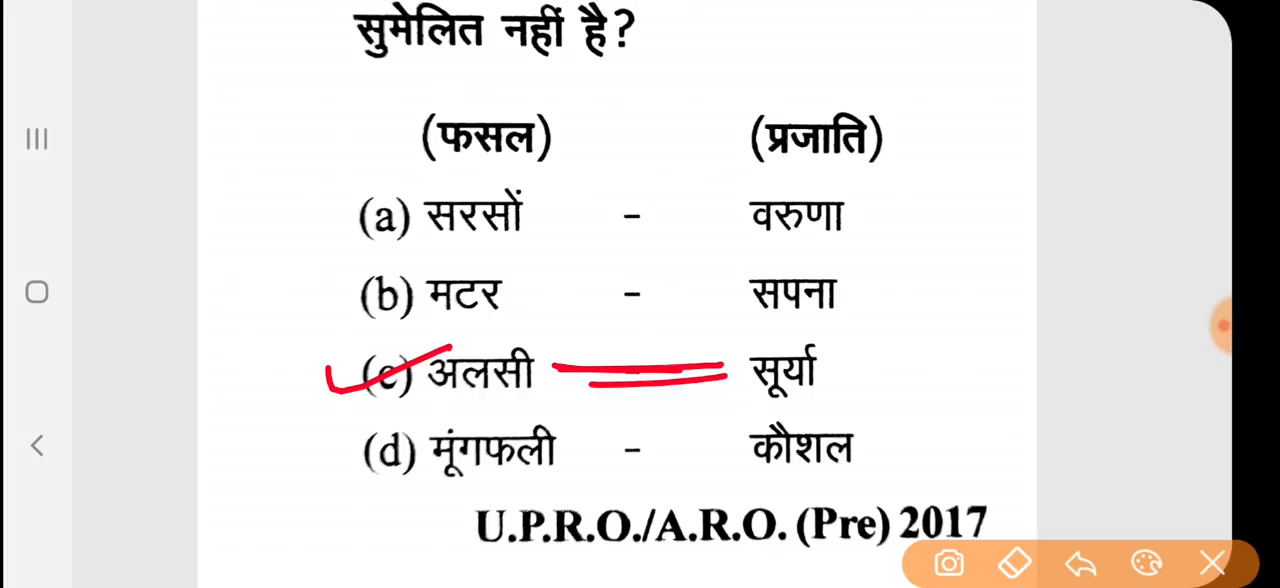 सुमेलित नहीं है?
(फसल) (प्रजाति)
(a) सरसों - वरुणा
(b) मटर - सपना
(c) अलसी - सूर्या
(d) मूंगफली - कौशल
U.P.R.O./A.R.O. (Pre) 2017